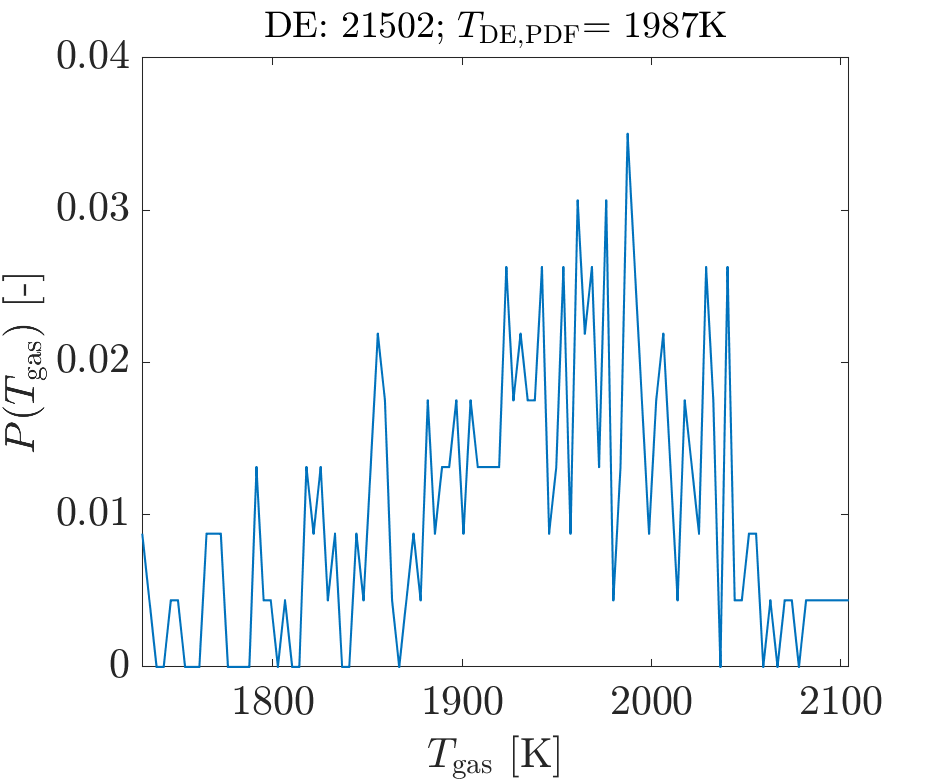 DE: 21502; T_DE,PDF= 1987K
0.04
0.03
0.02
0.01
0
P(T_gas) [-]
1800 1900 2000 2100
T_gas [K]